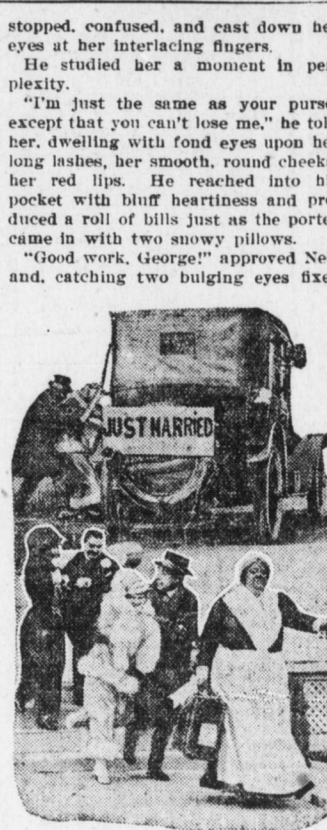 stopped, confused, and cast down he
eyes at her interlacing fingers.
He studied her a moment in pe
plexity.
"I'm just the same as your purs
except that you can't lose me," he tol
her, dwelling with fond eyes upon he
long lashes, her smooth, round cheek
her red lips. He reached into h
pocket with bluff heartiness and pro
duced a roll of bills just as the porte
came in with two snowy pillows.
"Good work, George!" approved Ne
and, catching two bulging eyes fixe
JUST MARRIED